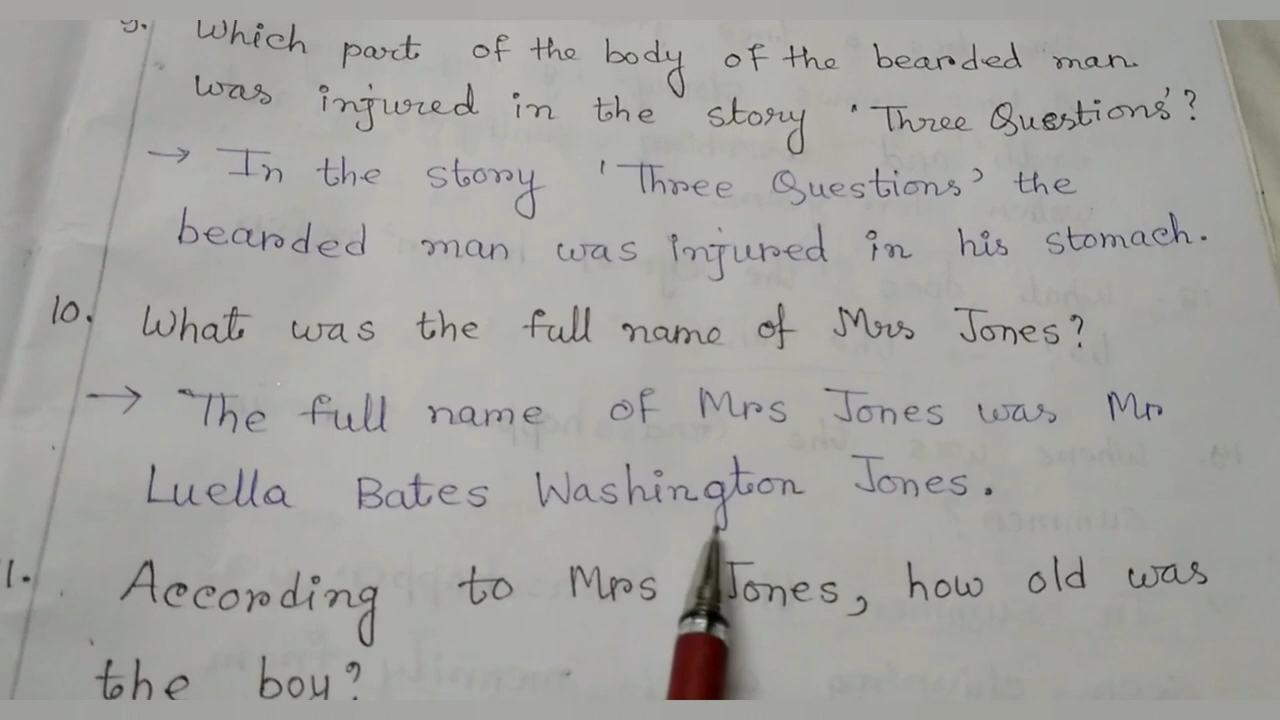 9. Which part of the body of the bearded man
was injured in the story 'Three Questions'?
→ In the story 'Three Questions' the
bearded man was injured in his stomach.
10. What was the full name of Mrs Jones?
→ The full name of Mrs Jones was Mr
Luella Bates Washington Jones.
1. According to Mrs Jones, how old was
the boy?